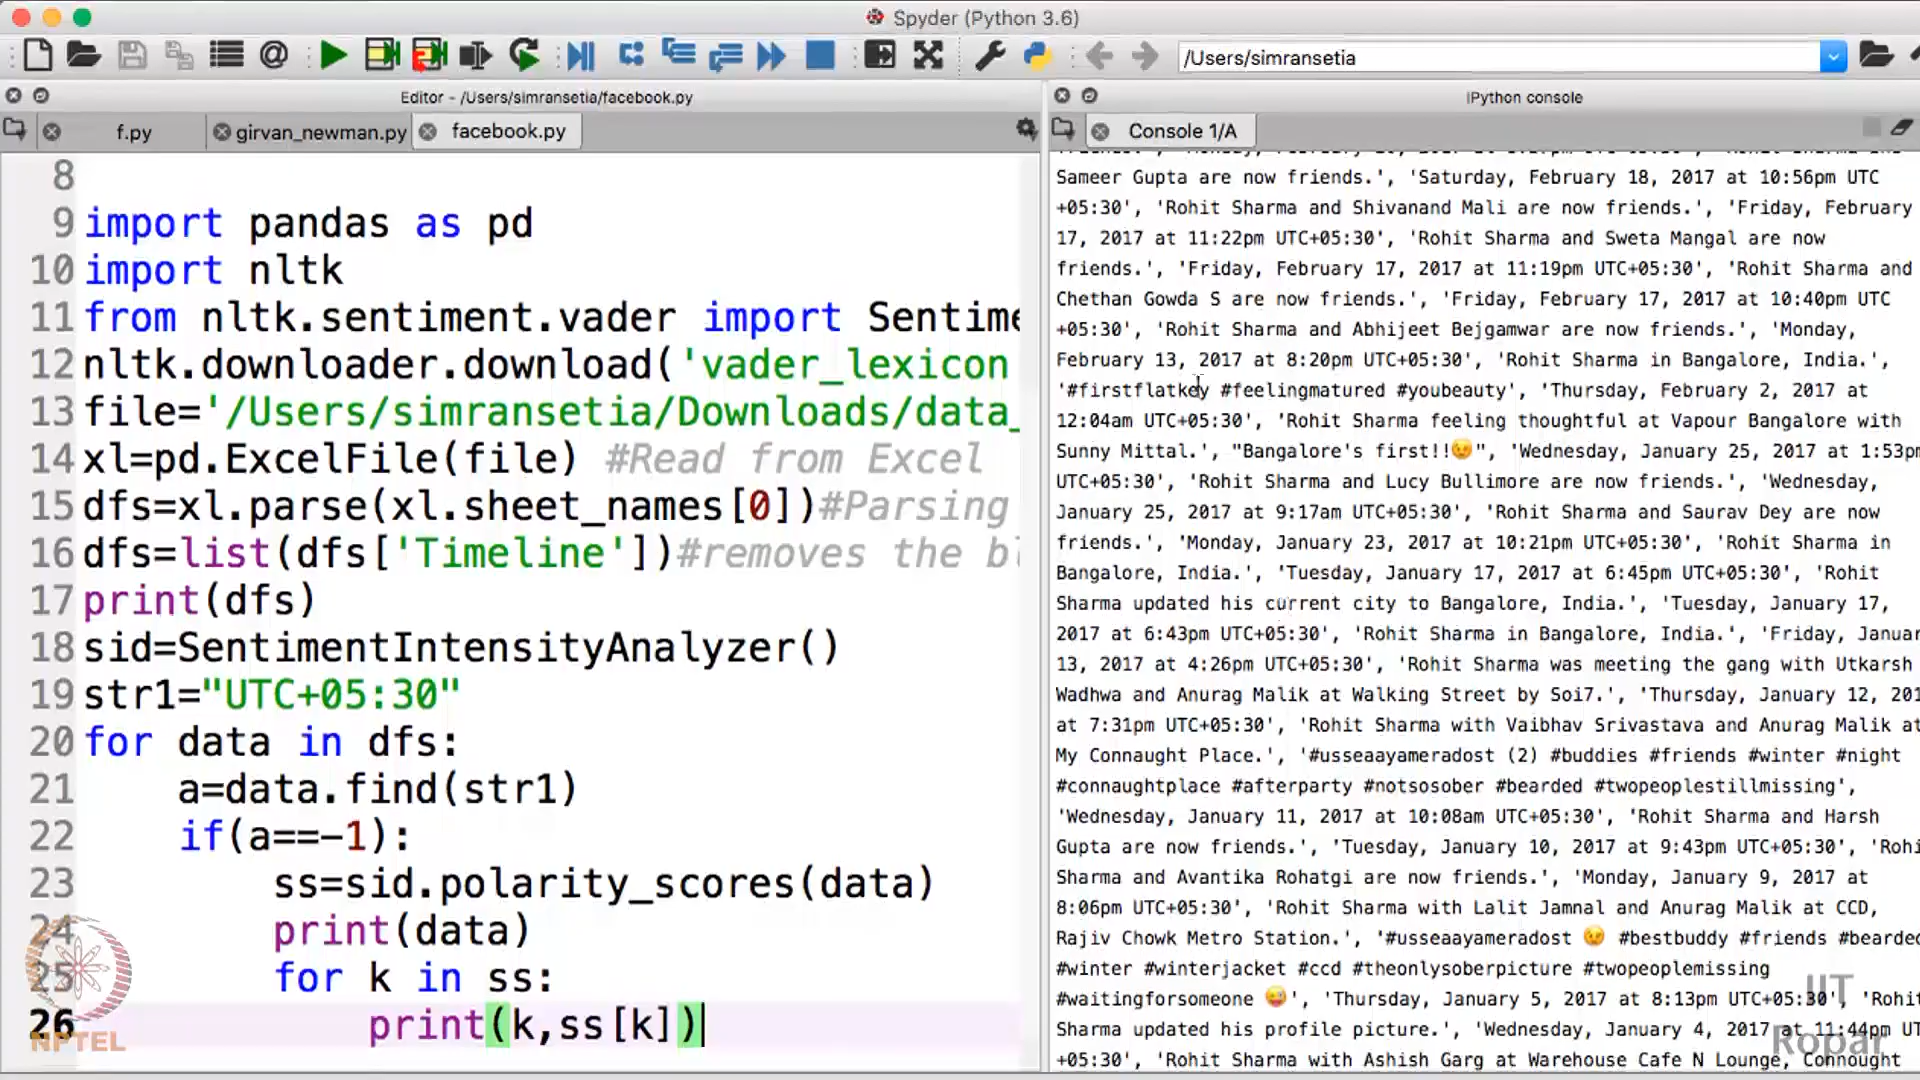 Spyder (Python 3.6)
/Users/simransetia
Editor - /Users/simransetia/facebook.py
IPython console
f.py
girvan_newman.py
facebook.py
Console 1/A
8
9 import pandas as pd
10 import nltk
11 from nltk.sentiment.vader import Sentime
12 nltk.downloader.download('vader_lexicon
13 file='/Users/simransetia/Downloads/data_
14 xl=pd.ExcelFile(file) #Read from Excel
15 dfs=xl.parse(xl.sheet_names[0])#Parsing
16 dfs=list(dfs['Timeline'])#removes the bl
17 print(dfs)
18 sid=SentimentIntensityAnalyzer()
19 str1="UTC+05:30"
20 for data in dfs:
21 a=data.find(str1)
22 if(a==-1):
23 ss=sid.polarity_scores(data)
24 print(data)
25 for k in ss:
26 print(k,ss[k])
Sameer Gupta are now friends.', 'Saturday, February 18, 2017 at 10:56pm UTC
+05:30', 'Rohit Sharma and Shivanand Mali are now friends.', 'Friday, February
17, 2017 at 11:22pm UTC+05:30', 'Rohit Sharma and Sweta Mangal are now
friends.', 'Friday, February 17, 2017 at 11:19pm UTC+05:30', 'Rohit Sharma and
Chethan Gowda S are now friends.', 'Friday, February 17, 2017 at 10:40pm UTC
+05:30', 'Rohit Sharma and Abhijeet Bejgamwar are now friends.', 'Monday,
February 13, 2017 at 8:20pm UTC+05:30', 'Rohit Sharma in Bangalore, India.',
'#firstflatkey #feelingmatured #youbeauty', 'Thursday, February 2, 2017 at
12:04am UTC+05:30', 'Rohit Sharma feeling thoughtful at Vapour Bangalore with
Sunny Mittal.', "Bangalore's first!!😉", 'Wednesday, January 25, 2017 at 1:53pm
UTC+05:30', 'Rohit Sharma and Lucy Bullimore are now friends.', 'Wednesday,
January 25, 2017 at 9:17am UTC+05:30', 'Rohit Sharma and Saurav Dey are now
friends.', 'Monday, January 23, 2017 at 10:21pm UTC+05:30', 'Rohit Sharma in
Bangalore, India.', 'Tuesday, January 17, 2017 at 6:45pm UTC+05:30', 'Rohit
Sharma updated his current city to Bangalore, India.', 'Tuesday, January 17,
2017 at 6:43pm UTC+05:30', 'Rohit Sharma in Bangalore, India.', 'Friday, Januar
13, 2017 at 4:26pm UTC+05:30', 'Rohit Sharma was meeting the gang with Utkarsh
Wadhwa and Anurag Malik at Walking Street by Soi7.', 'Thursday, January 12, 201
at 7:31pm UTC+05:30', 'Rohit Sharma with Vaibhav Srivastava and Anurag Malik at
My Connaught Place.', '#usseaayameradost (2) #buddies #friends #winter #night
#connaughtplace #afterparty #notsosober #bearded #twopeoplestillmissing',
'Wednesday, January 11, 2017 at 10:08am UTC+05:30', 'Rohit Sharma and Harsh
Gupta are now friends.', 'Tuesday, January 10, 2017 at 9:43pm UTC+05:30', 'Rohi
Sharma and Avantika Rohatgi are now friends.', 'Monday, January 9, 2017 at
8:06pm UTC+05:30', 'Rohit Sharma with Lalit Jamnal and Anurag Malik at CCD,
Rajiv Chowk Metro Station.', '#usseaayameradost 😉 #bestbuddy #friends #bearded
#winter #winterjacket #ccd #theonlysoberpicture #twopeoplemissing
#waitingforsomeone 😜', 'Thursday, January 5, 2017 at 8:13pm UTC+05:30', 'Rohit
Sharma updated his profile picture.', 'Wednesday, January 4, 2017 at 11:44pm UTC
+05:30', 'Rohit Sharma with Ashish Garg at Warehouse Cafe N Lounge, Connought
NPTEL
IIT
Ropar